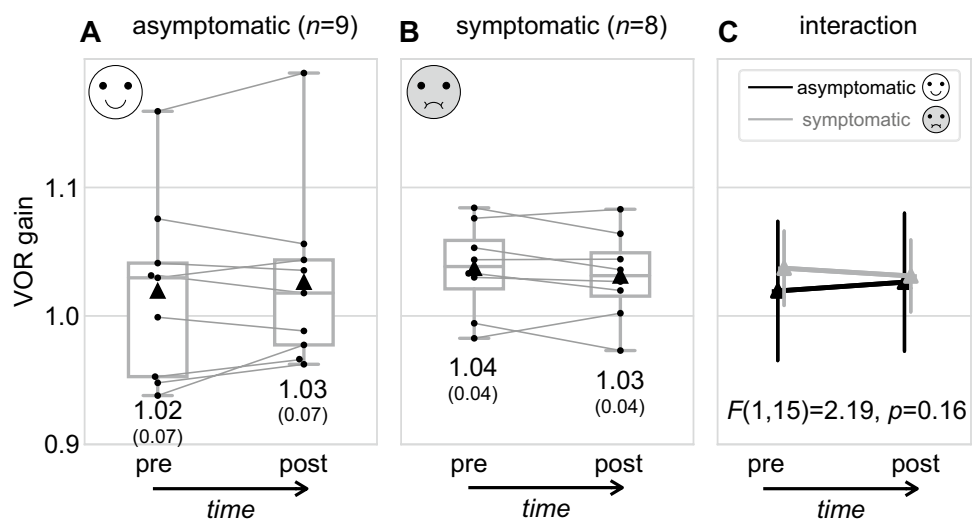 A asymptomatic (n=9)
B symptomatic (n=8)
C interaction
asymptomatic
symptomatic
VOR gain
1.1
1.0
0.9
1.02
(0.07)
1.03
(0.07)
1.04
(0.04)
1.03
(0.04)
F(1,15)=2.19, p=0.16
pre post
time
pre post
time
pre post
time